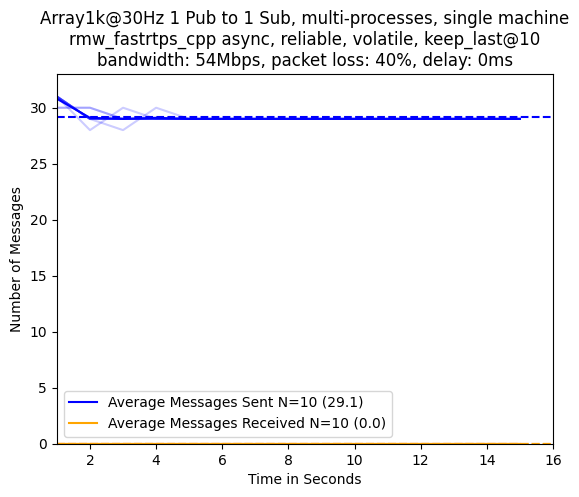 Array1k@30Hz 1 Pub to 1 Sub, multi-processes, single machine
rmw_fastrtps_cpp async, reliable, volatile, keep_last@10
bandwidth: 54Mbps, packet loss: 40%, delay: 0ms
Number of Messages
30
25
20
15
10
5
0
Average Messages Sent N=10 (29.1)
Average Messages Received N=10 (0.0)
2 4 6 8 10 12 14 16
Time in Seconds